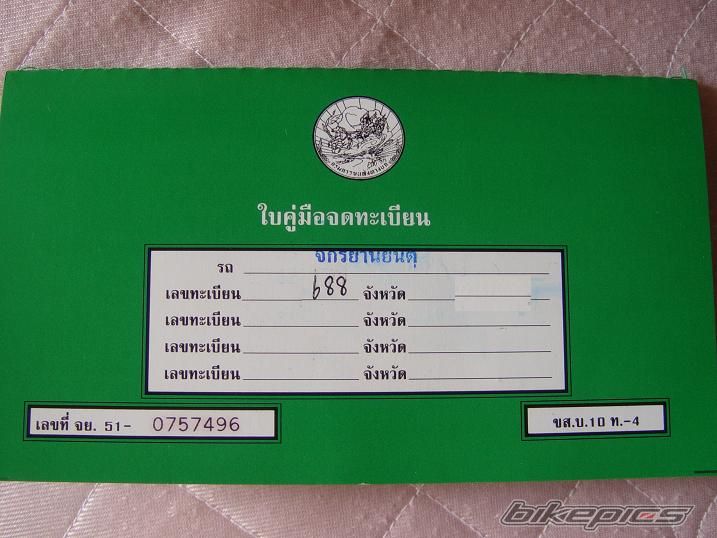 ใบคู่มือจดทะเบียน
จักรยานยนต์
รถ
เลขทะเบียน 688 จังหวัด
เลขทะเบียน จังหวัด
เลขทะเบียน จังหวัด
เลขทะเบียน จังหวัด
เลขที่ จย. 51- 0757496
ขส.บ.10 ท.-4
bikepics